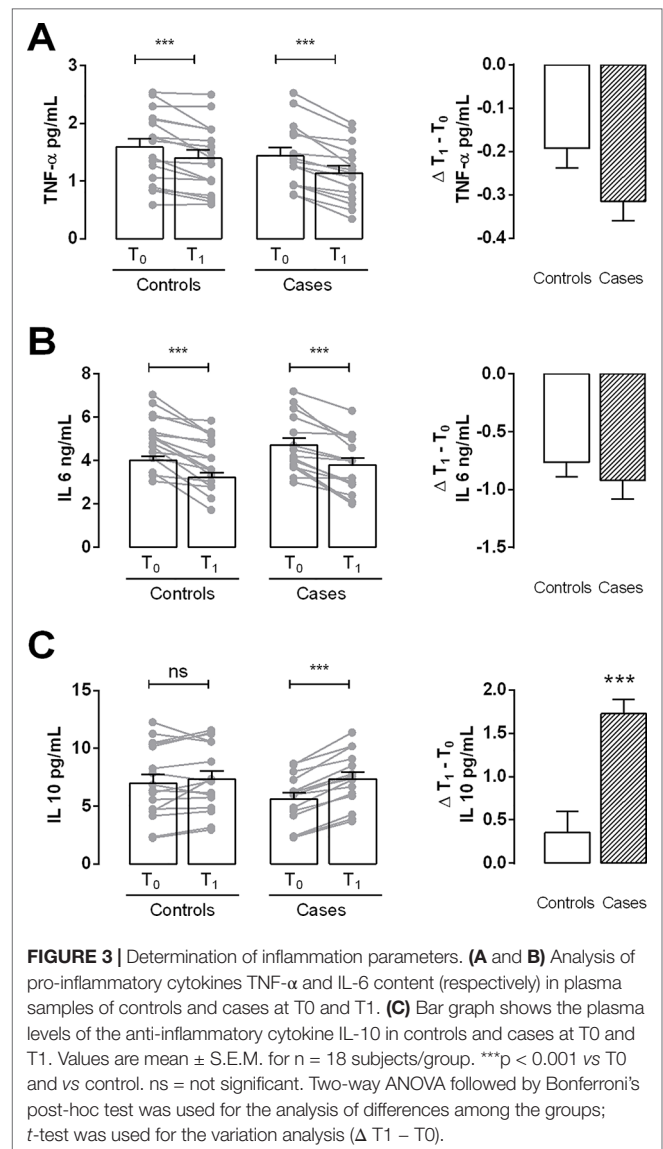 A
***
***
3
2
1
0
TNF-α pg/mL
T0
T1
T0
T1
Controls
Cases
0.0
-0.1
-0.2
-0.3
-0.4
Δ T1 - T0
TNF-α pg/mL
Controls Cases
B
***
***
8
6
4
2
0
IL 6 ng/mL
T0
T1
T0
T1
Controls
Cases
0.0
-0.5
-1.0
-1.5
Δ T1 - T0
IL 6 ng/mL
Controls Cases
C
ns
***
15
10
5
0
IL 10 pg/mL
T0
T1
T0
T1
Controls
Cases
***
2.0
1.5
1.0
0.5
0.0
Δ T1 - T0
IL 10 pg/mL
Controls Cases
FIGURE 3 | Determination of inflammation parameters. (A and B) Analysis of
pro-inflammatory cytokines TNF-α and IL-6 content (respectively) in plasma
samples of controls and cases at T0 and T1. (C) Bar graph shows the plasma
levels of the anti-inflammatory cytokine IL-10 in controls and cases at T0 and
T1. Values are mean ± S.E.M. for n = 18 subjects/group. ***p < 0.001 vs T0
and vs control. ns = not significant. Two-way ANOVA followed by Bonferroni's
post-hoc test was used for the analysis of differences among the groups;
t-test was used for the variation analysis (Δ T1 – T0).